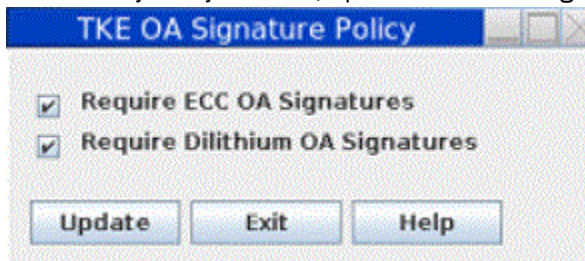 TKE OA Signature Policy
Require ECC OA Signatures
Require Dilithium OA Signatures
Update Exit Help